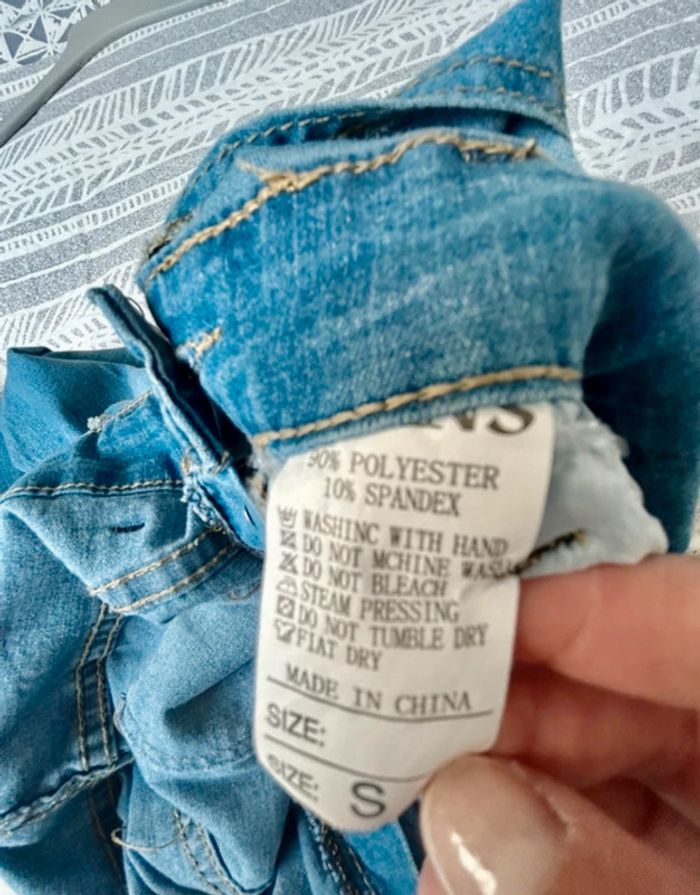 90% POLYESTER
10% SPANDEX
WASHINC WITH HAND
DO NOT MCHINE WASH
DO NOT BLEACH
STEAM PRESSING
DO NOT TUMBLE DRY
FIAT DRY
MADE IN CHINA
SIZE:
SIZE: S